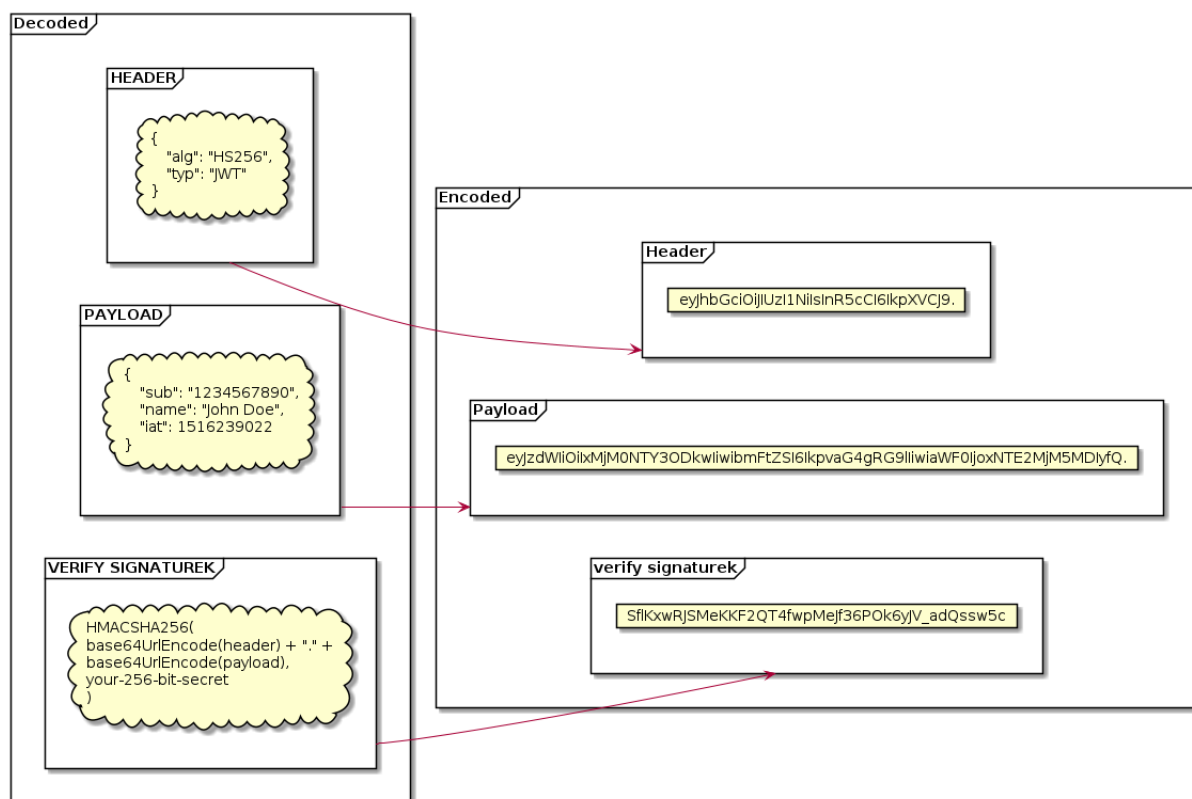 Decoded
HEADER
{
"alg": "HS256",
"typ": "JWT"
}
PAYLOAD
{
"sub": "1234567890",
"name": "John Doe",
"iat": 1516239022
}
VERIFY SIGNATUREK
HMACSHA256(
base64UrlEncode(header) + "." +
base64UrlEncode(payload),
your-256-bit-secret
)
Encoded
Header
eyJhbGciOiJIUzI1NiIsInR5cCI6IkpXVCJ9.
Payload
eyJzdWIiOiIxMjM0NTY3ODkwIiwibmFtZSI6IkpvaG4gRG9lIiwiaWF0IjoxNTE2MjM5MDIyfQ.
verify signaturek
SflKxwRJSMeKKF2QT4fwpMeJf36POk6yJV_adQssw5c